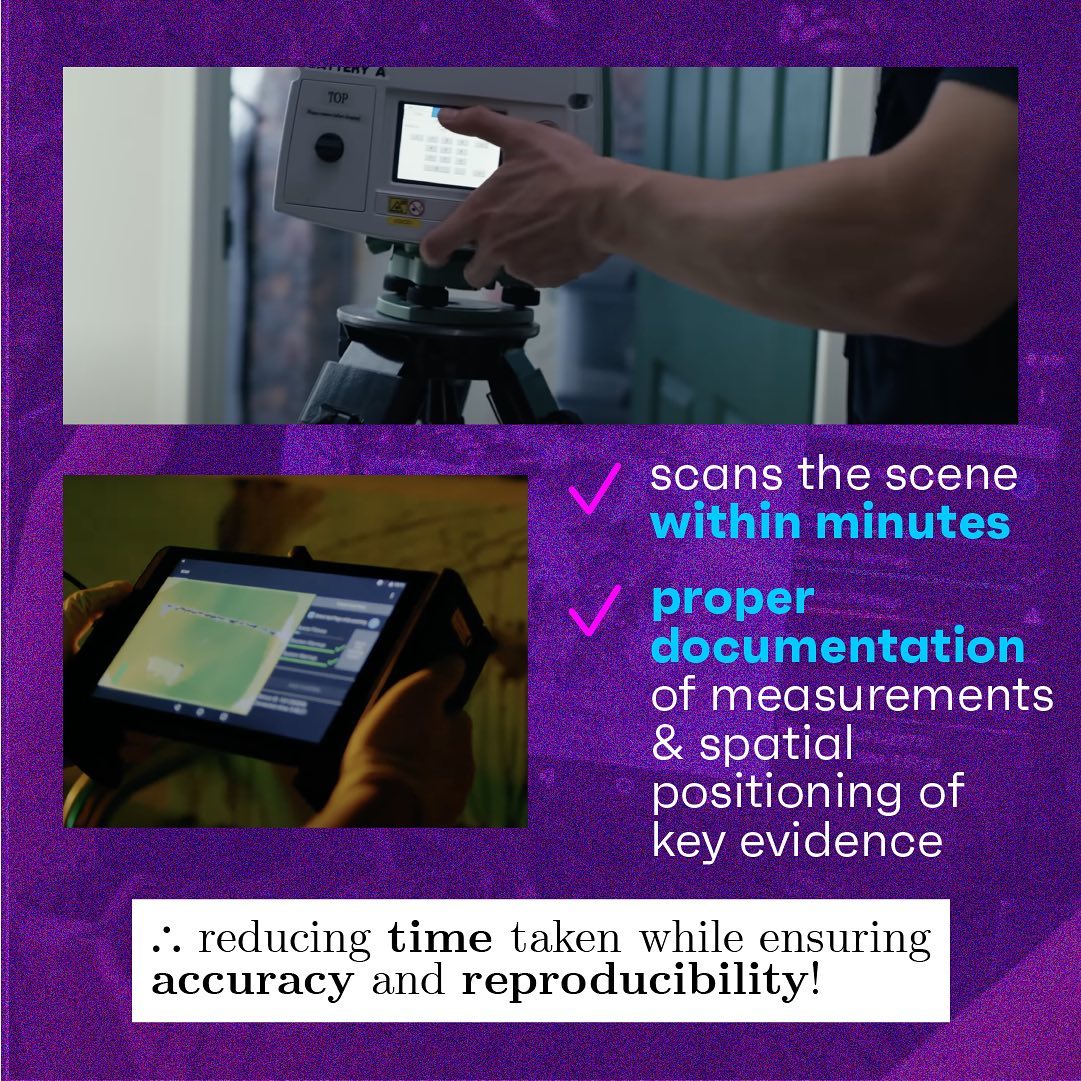 BATTERY A
TOP
scans the scene
within minutes
proper
documentation
of measurements
& spatial
positioning of
key evidence
∴ reducing time taken while ensuring
accuracy and reproducibility!